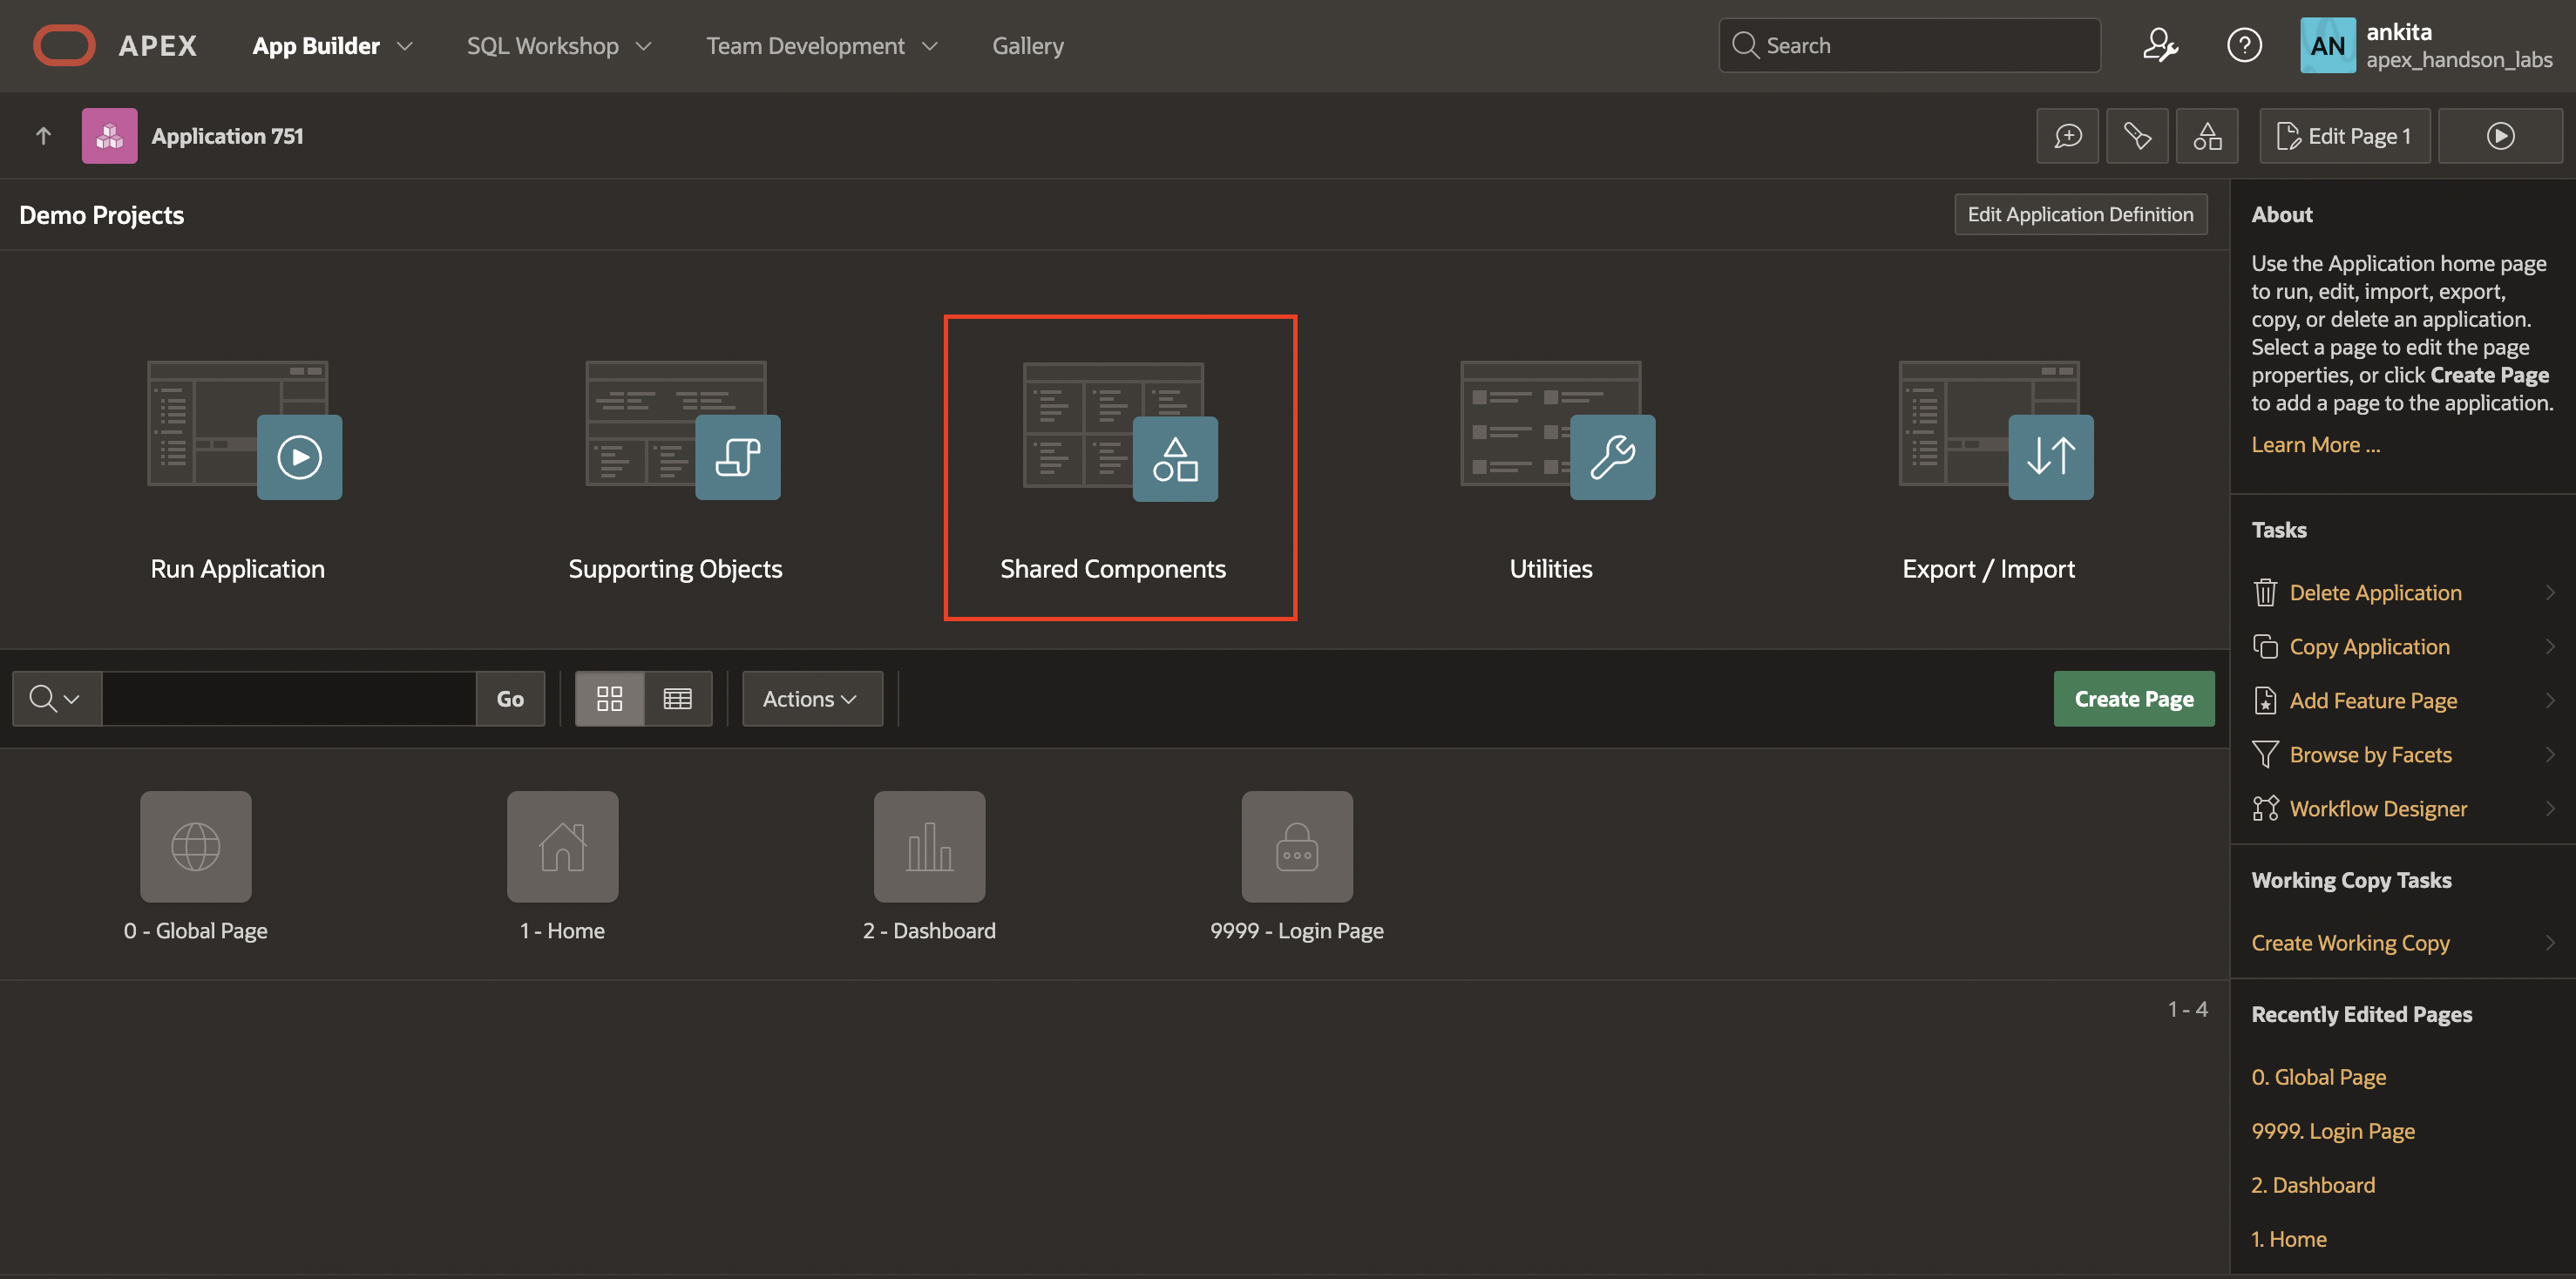 APEX
App Builder
SQL Workshop
Team Development
Gallery
Search
AN
ankita
apex_handson_labs
Application 751
Edit Page 1
Demo Projects
Edit Application Definition
Run Application
Supporting Objects
Shared Components
Utilities
Export / Import
Go
Actions
Create Page
0 - Global Page
1 - Home
2 - Dashboard
9999 - Login Page
1 - 4
About
Use the Application home page
to run, edit, import, export,
copy, or delete an application.
Select a page to edit the page
properties, or click Create Page
to add a page to the application.
Learn More ...
Tasks
Delete Application
Copy Application
Add Feature Page
Browse by Facets
Workflow Designer
Working Copy Tasks
Create Working Copy
Recently Edited Pages
0. Global Page
9999. Login Page
2. Dashboard
1. Home